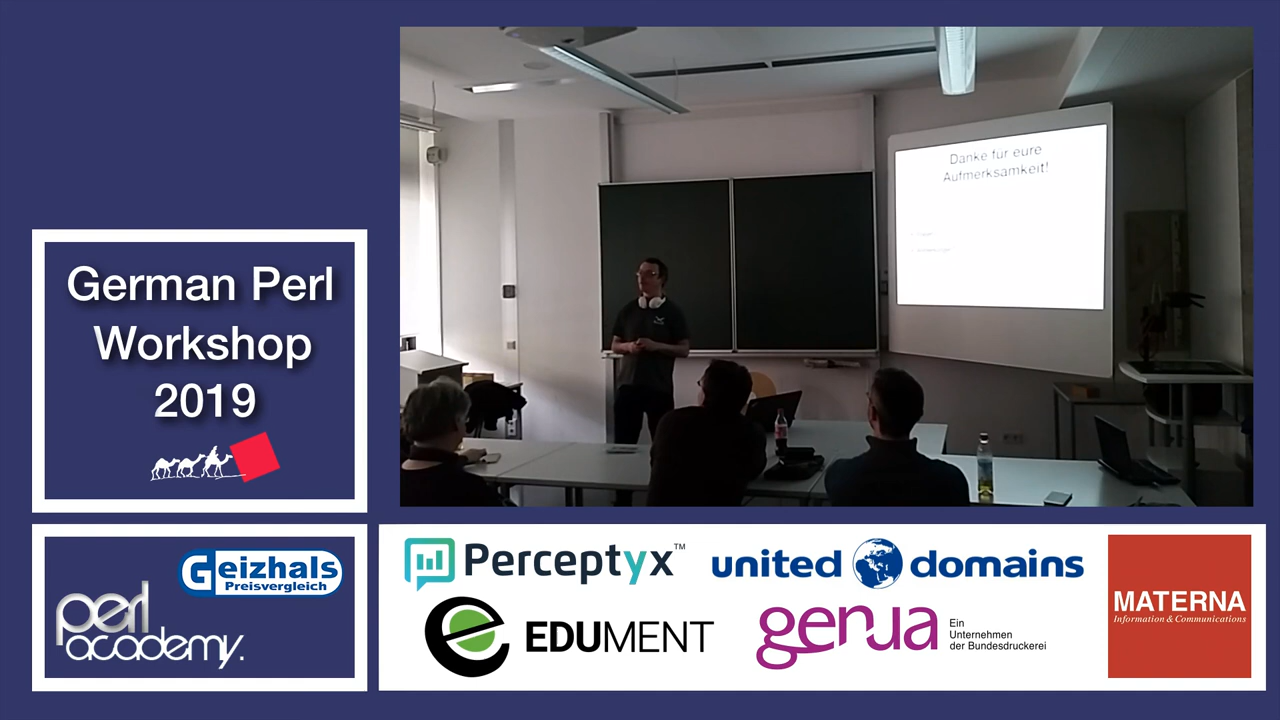 German Perl
Workshop
2019
Danke für eure
Aufmerksamkeit!
Geizhals
Preisvergleich
perl
academy.
Perceptyx™
united domains
EDUMENT
genua
Ein
Unternehmen
der Bundesdruckerei
MATERNA
Information & Communications